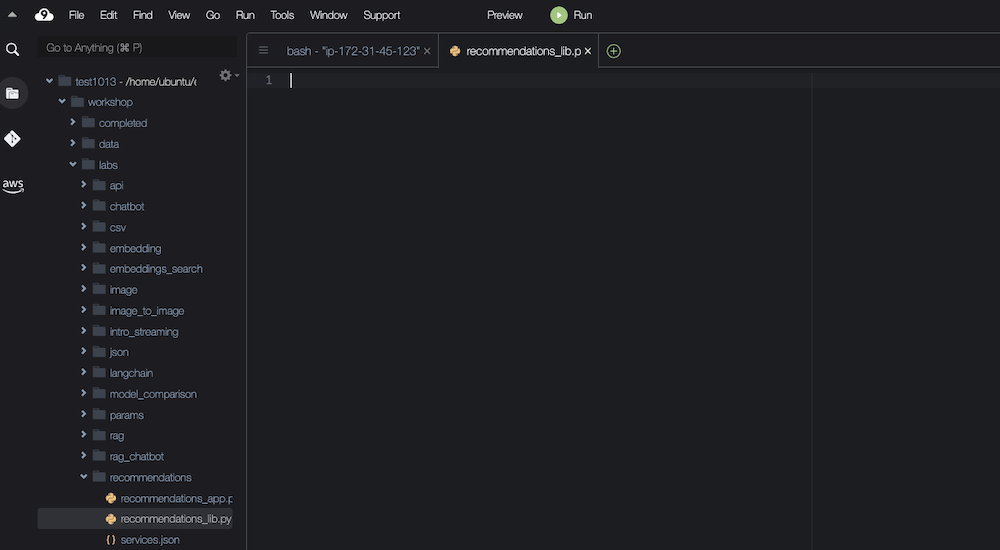 9 File Edit Find View Go Run Tools Window Support Preview Run
Go to Anything (⌘ P)
bash - "ip-172-31-45-123" × recommendations_lib.p ×
1
test1013 - /home/ubuntu/e
workshop
completed
data
labs
aws
api
chatbot
csv
embedding
embeddings_search
image
image_to_image
intro_streaming
json
langchain
model_comparison
params
rag
rag_chatbot
recommendations
recommendations_app.p
recommendations_lib.py
{} services.json